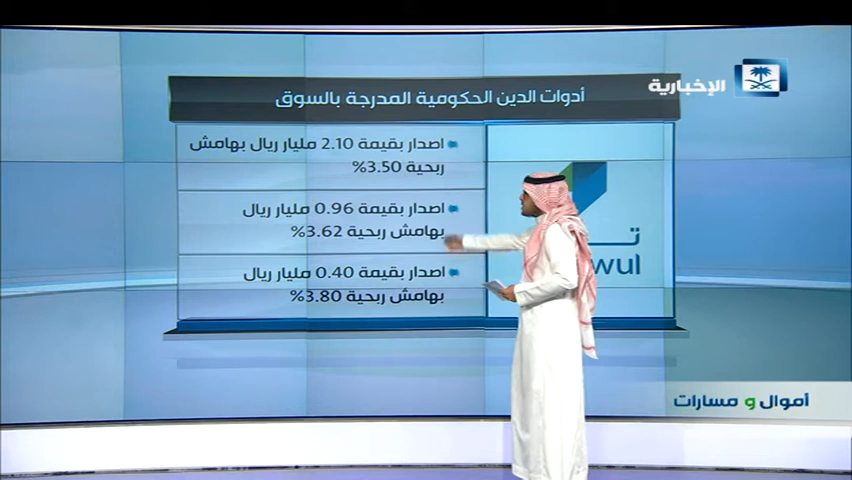 الإخبارية
أدوات الدين الحكومية المدرجة بالسوق
اصدار بقيمة 2.10 مليار ريال بهامش
ربحية 3.50%
اصدار بقيمة 0.96 مليار ريال
بهامش ربحية 3.62%
اصدار بقيمة 0.40 مليار ريال
بهامش ربحية 3.80%
أموال و مسارات